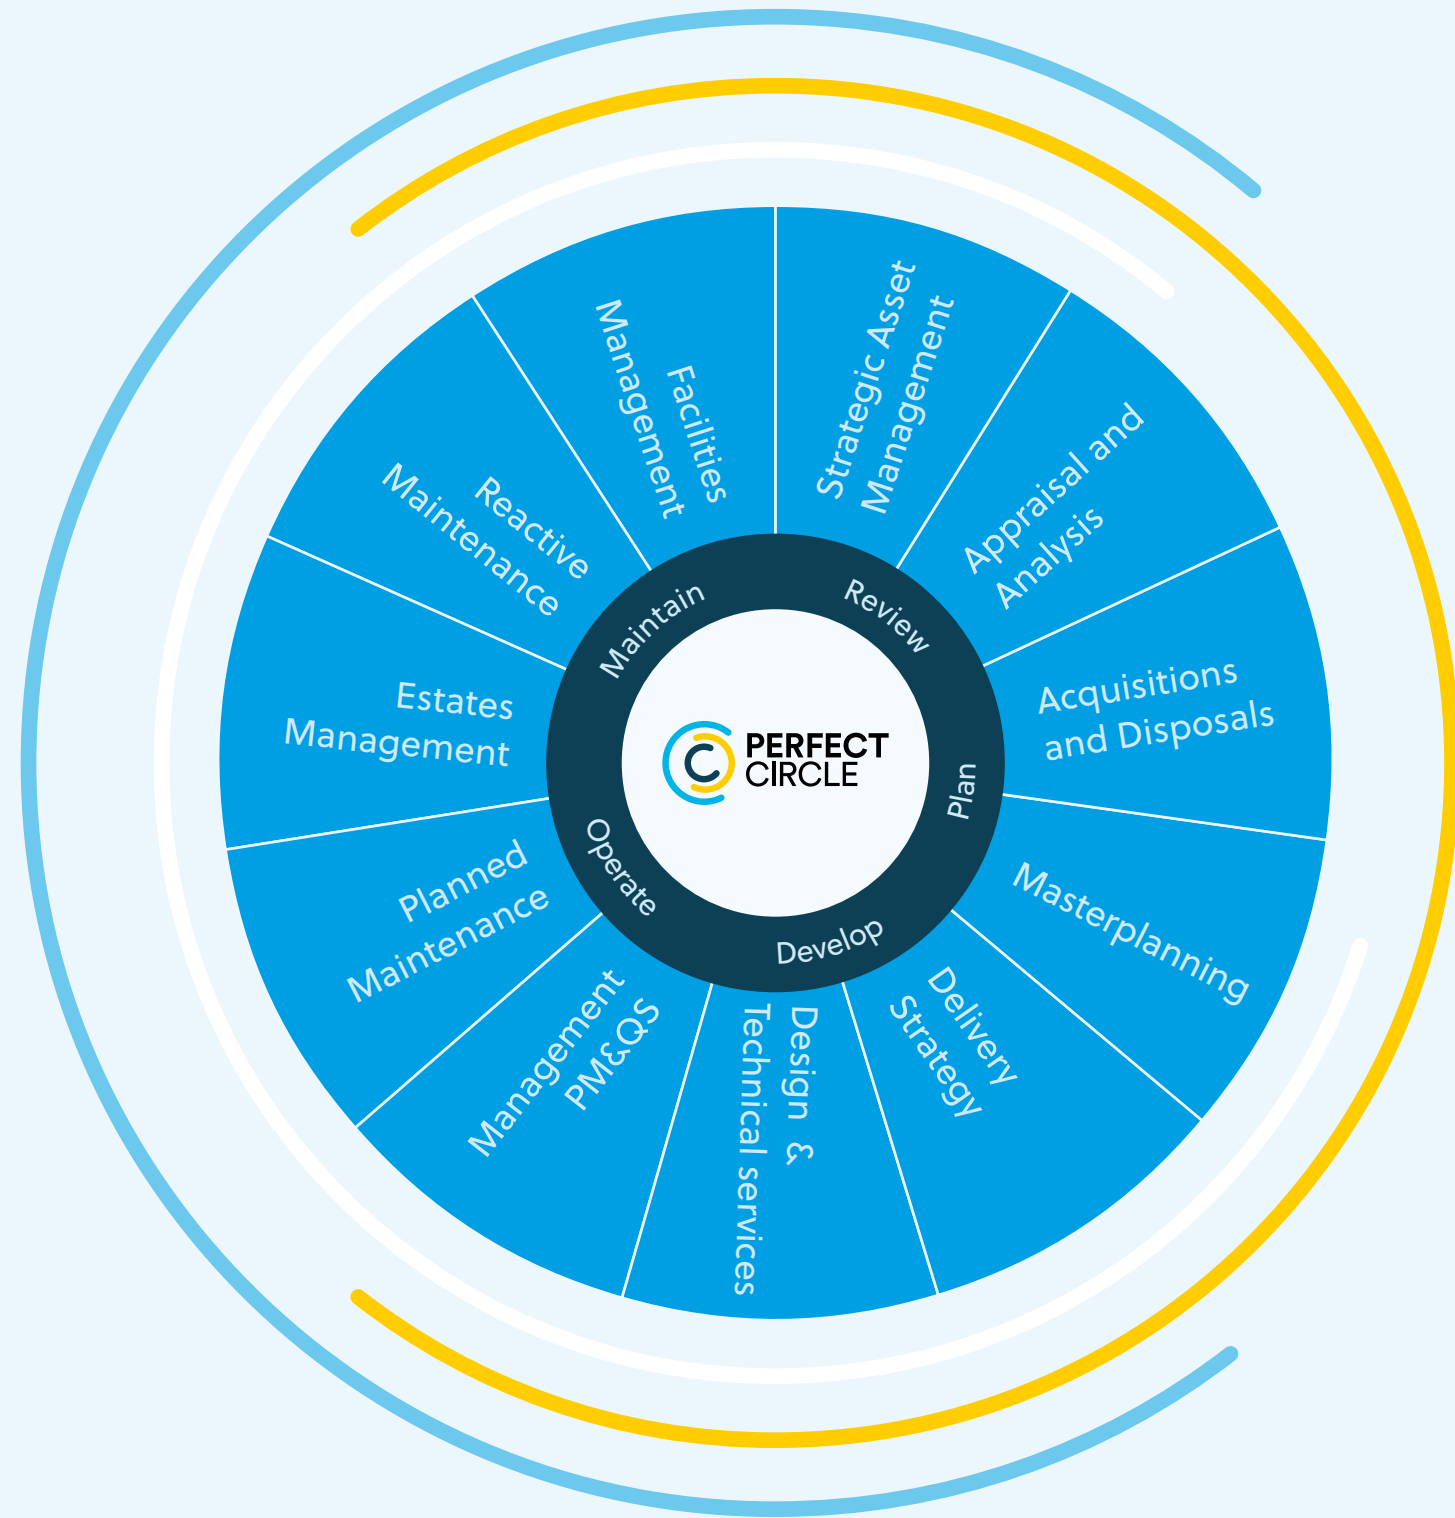 Strategic Asset
Management
Appraisal and
Analysis
Acquisitions
and Disposals
Masterplanning
Delivery
Strategy
Design &
Technical services
Management
PM&QS
Planned
Maintenance
Estates
Management
Reactive
Maintenance
Facilities
Management
Review
Plan
Develop
Operate
Maintain
PERFECT
CIRCLE